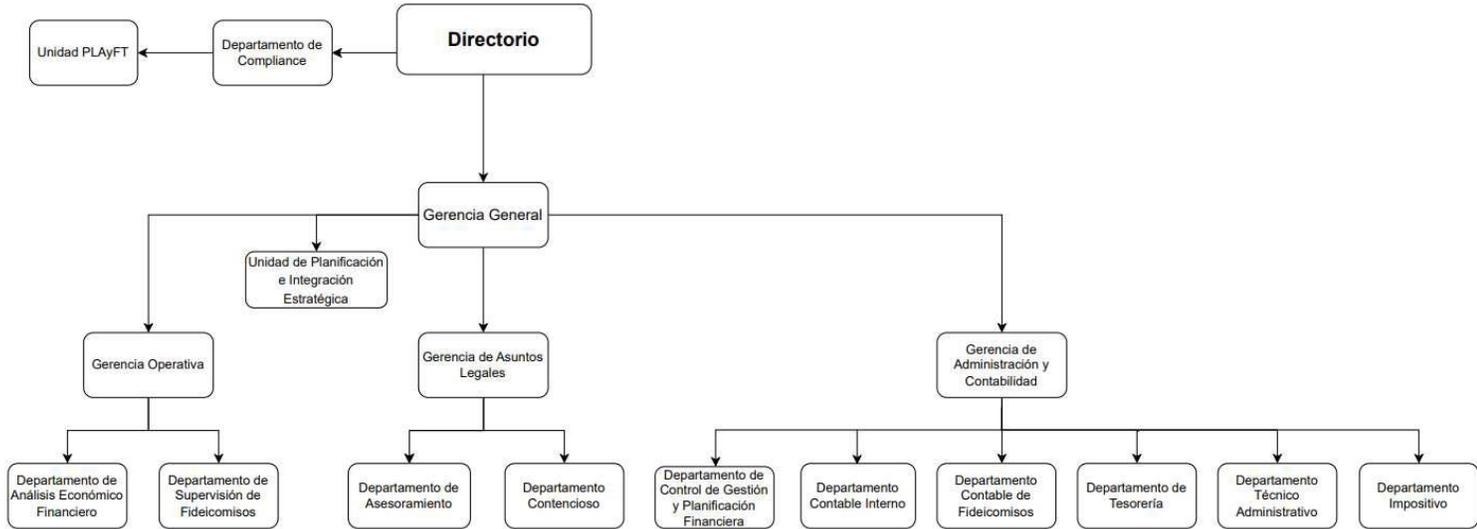 Directorio
Departamento de
Compliance
Unidad PLAyFT
Gerencia General
Unidad de Planificación
e Integración
Estratégica
Gerencia Operativa
Gerencia de Asuntos
Legales
Gerencia de
Administración y
Contabilidad
Departamento de
Análisis Económico
Financiero
Departamento de
Supervisión de
Fideicomisos
Departamento de
Asesoramiento
Departamento
Contencioso
Departamento de
Control de Gestión
y Planificación
Financiera
Departamento
Contable Interno
Departamento
Contable de
Fideicomisos
Departamento de
Tesorería
Departamento
Técnico
Administrativo
Departamento
Impositivo